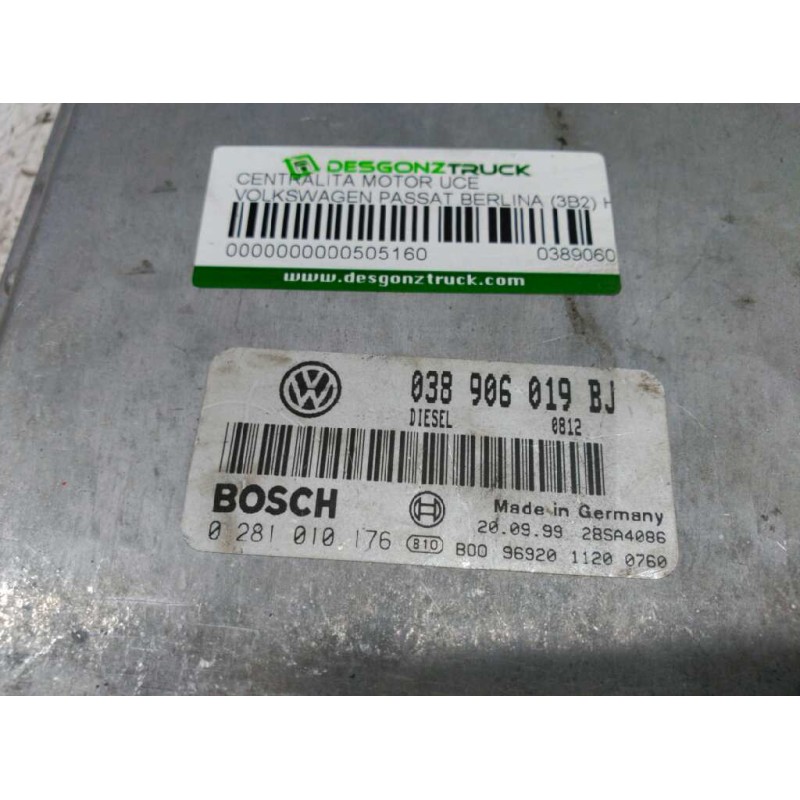 DESGONZTRUCK
CENTRALITA MOTOR UCE
VOLKSWAGEN PASSAT BERLINA (3B2) H
0000000000505160 0389060
www.desgonztruck.com
038 906 019 BJ
DIESEL 0812
BOSCH Made in Germany
20.09.99 28SA4086
0 281 010 176 810 B00 96920 1120 0760